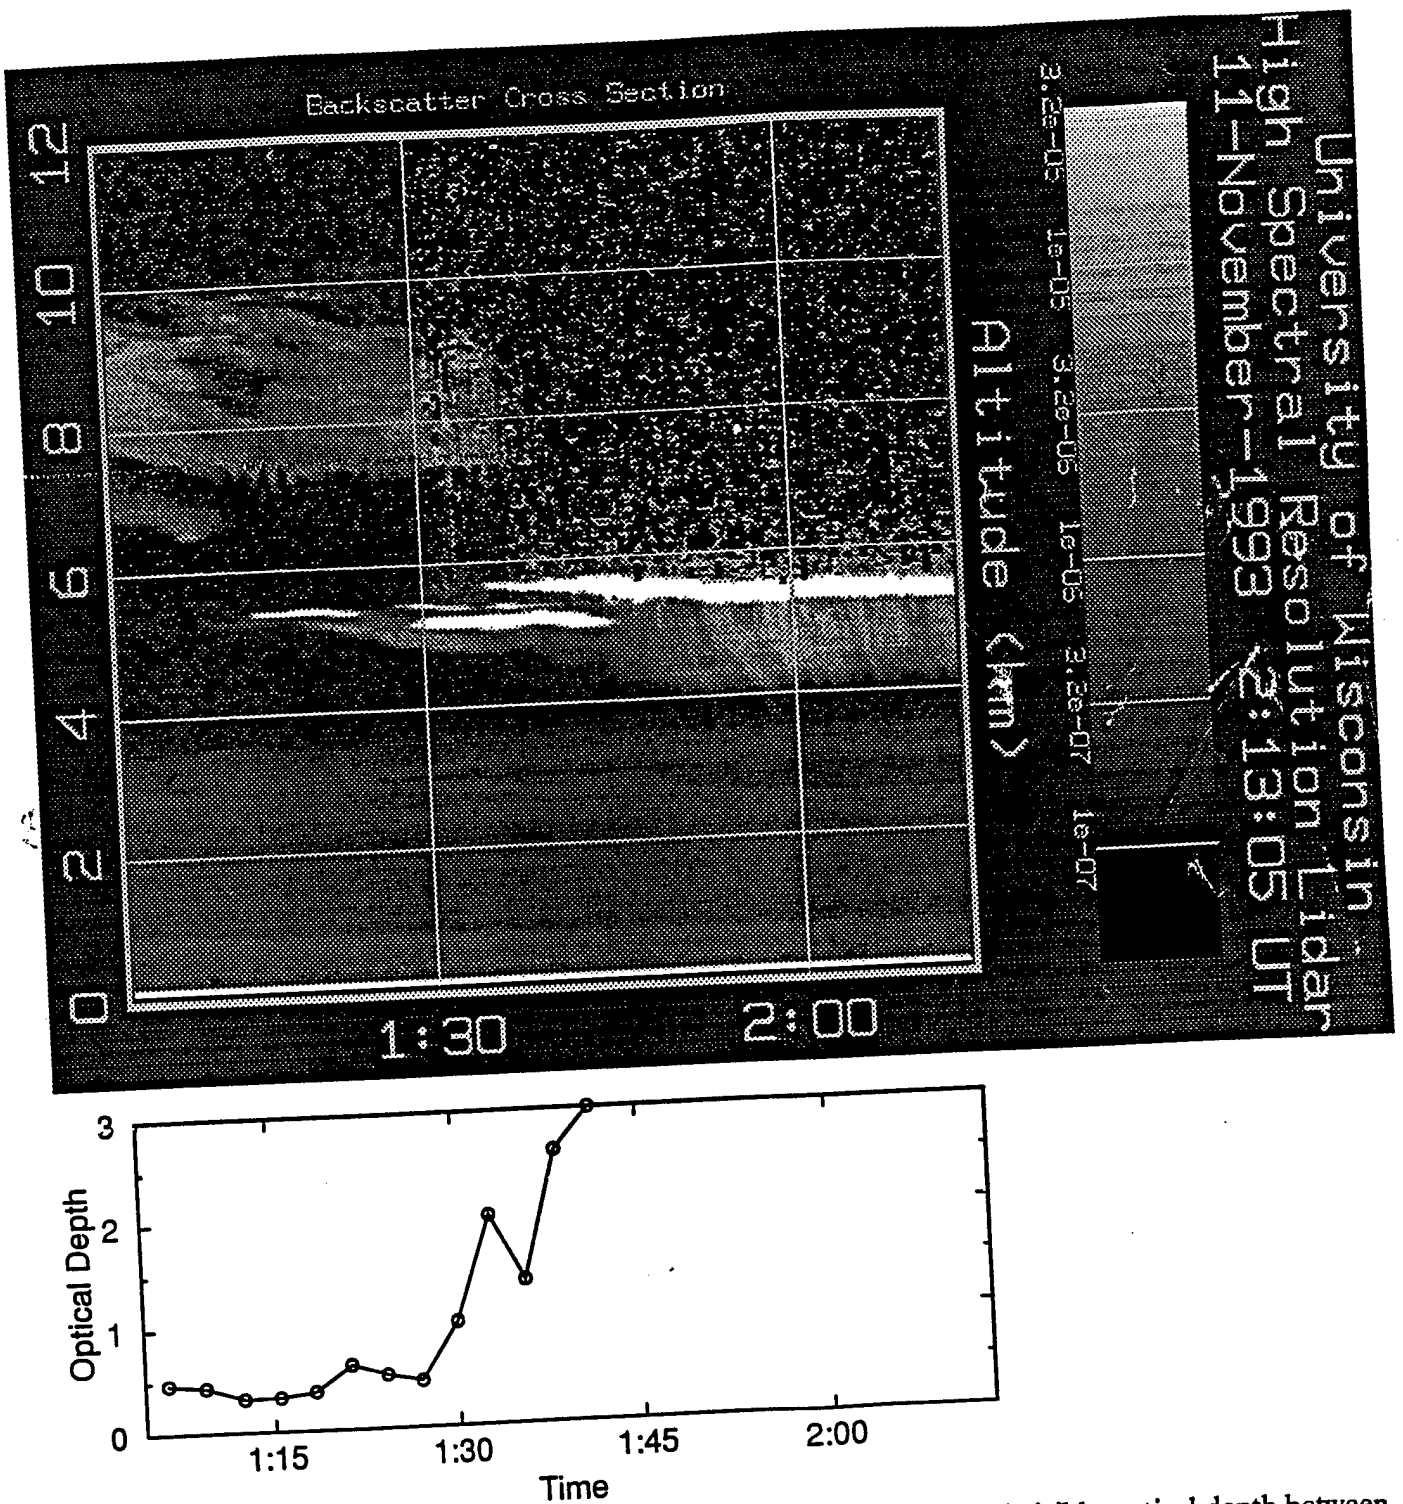 Backscatter Cross Section
12
10
8
6
4
2
0
1:30
2:00
Altitude (km)
3.2e-05
1e-05
3.2e-06
1e-06
3.2e-07
1e-07
University of Wisconsin
High Spectral Resolution Lidar
11-November-1993 2:13:05 UT
3
2
1
0
Optical Depth
1:15
1:30
1:45
2:00
Time
optical depth between